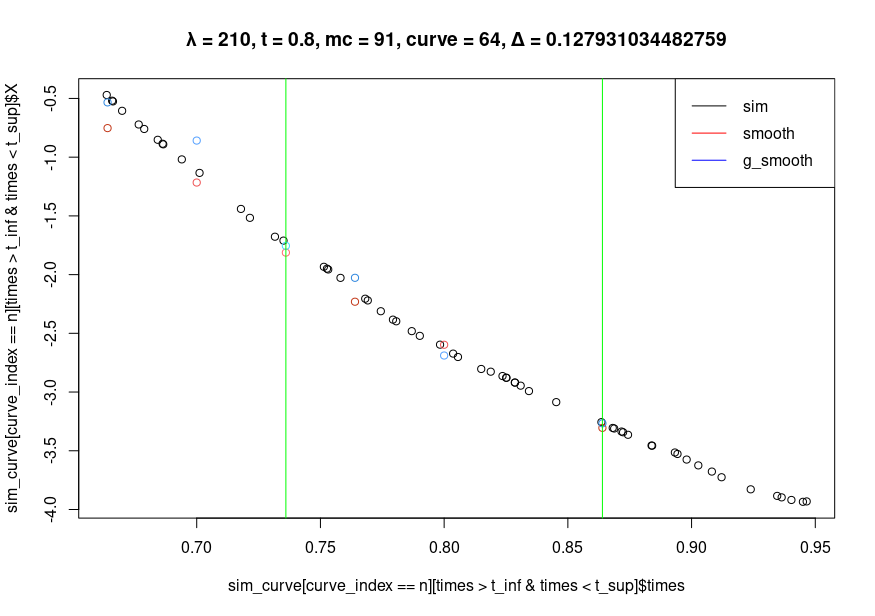 λ = 210, t = 0.8, mc = 91, curve = 64, Δ = 0.127931034482759
sim_curve[curve_index == n][times > t_inf & times < t_sup]$X
-0.5
-1.0
-1.5
-2.0
-2.5
-3.0
-3.5
-4.0
sim
smooth
g_smooth
0.70 0.75 0.80 0.85 0.90 0.95
sim_curve[curve_index == n][times > t_inf & times < t_sup]$times